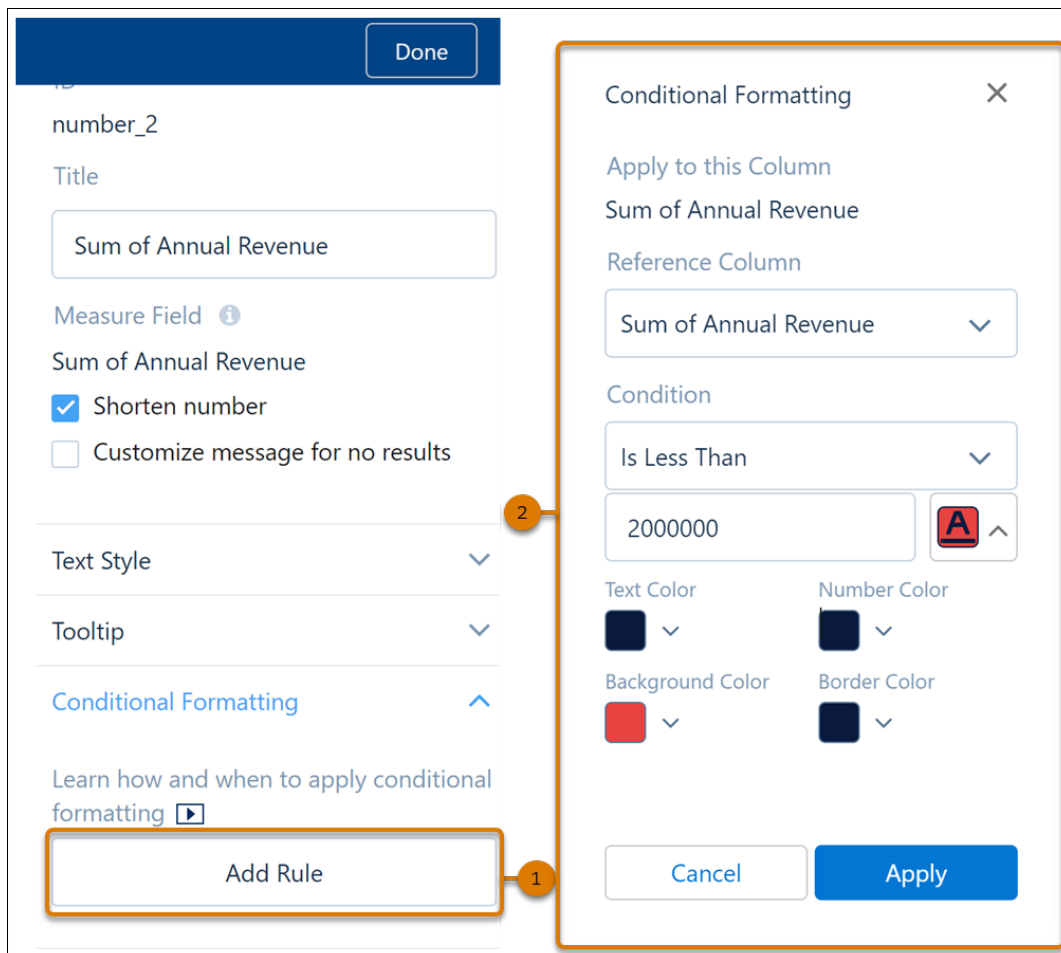 Done
number_2
Title
Sum of Annual Revenue
Measure Field
Sum of Annual Revenue
Shorten number
Customize message for no results
Text Style
Tooltip
Conditional Formatting
Learn how and when to apply conditional
formatting
Add Rule
1
2
Conditional Formatting
Apply to this Column
Sum of Annual Revenue
Reference Column
Sum of Annual Revenue
Condition
Is Less Than
2000000
A
Text Color
Number Color
Background Color
Border Color
Cancel
Apply